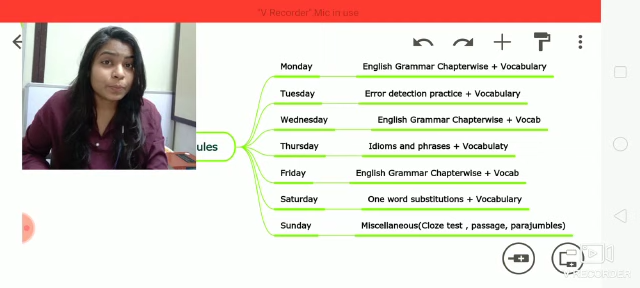 "V Recorder" Mic in use
ules
Monday English Grammar Chapterwise + Vocabulary
Tuesday Error detection practice + Vocabulary
Wednesday English Grammar Chapterwise + Vocab
Thursday Idioms and phrases + Vocabulaty
Friday English Grammar Chapterwise + Vocab
Saturday One word substitutions + Vocabulary
Sunday Miscellaneous(Cloze test , passage, parajumbles)
V RECORDER